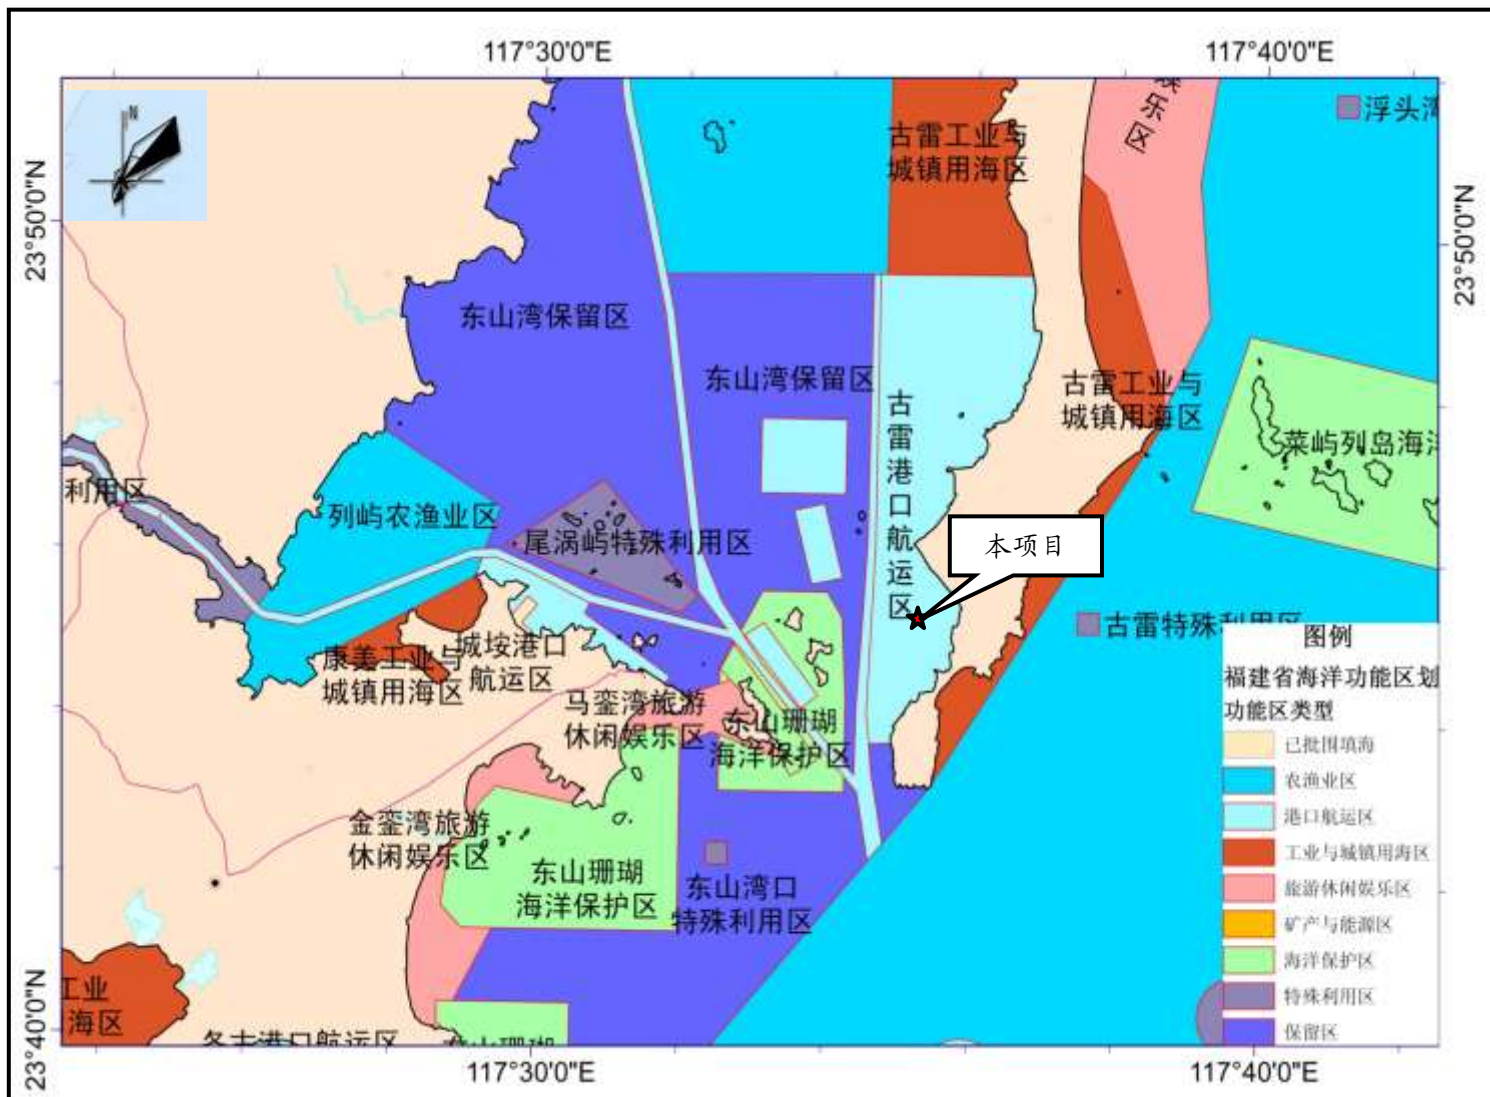 117°30'0"E
117°40'0"E
N
娱乐区
浮头湾
古雷工业与
城镇用海区
23°50'0"N
23°50'0"N
东山湾保留区
东山湾保留区
古雷港口航运区
古雷工业与
城镇用海区
菜屿列岛海洋
利用区
列屿农渔业区
尾涡屿特殊利用区
本项目
古雷特殊利用区
康美工业与
城镇用海区
城垵港口
航运区
马銮湾旅游
休闲娱乐区
东山珊瑚
海洋保护区
金銮湾旅游
休闲娱乐区
东山珊瑚
海洋保护区
东山湾口
特殊利用区
工业
海区
东山珊瑚
图例
福建省海洋功能区划
功能区类型
已批围填海
农渔业区
港口航运区
工业与城镇用海区
旅游休闲娱乐区
矿产与能源区
海洋保护区
特殊利用区
保留区
23°40'0"N
117°30'0"E
117°40'0"E